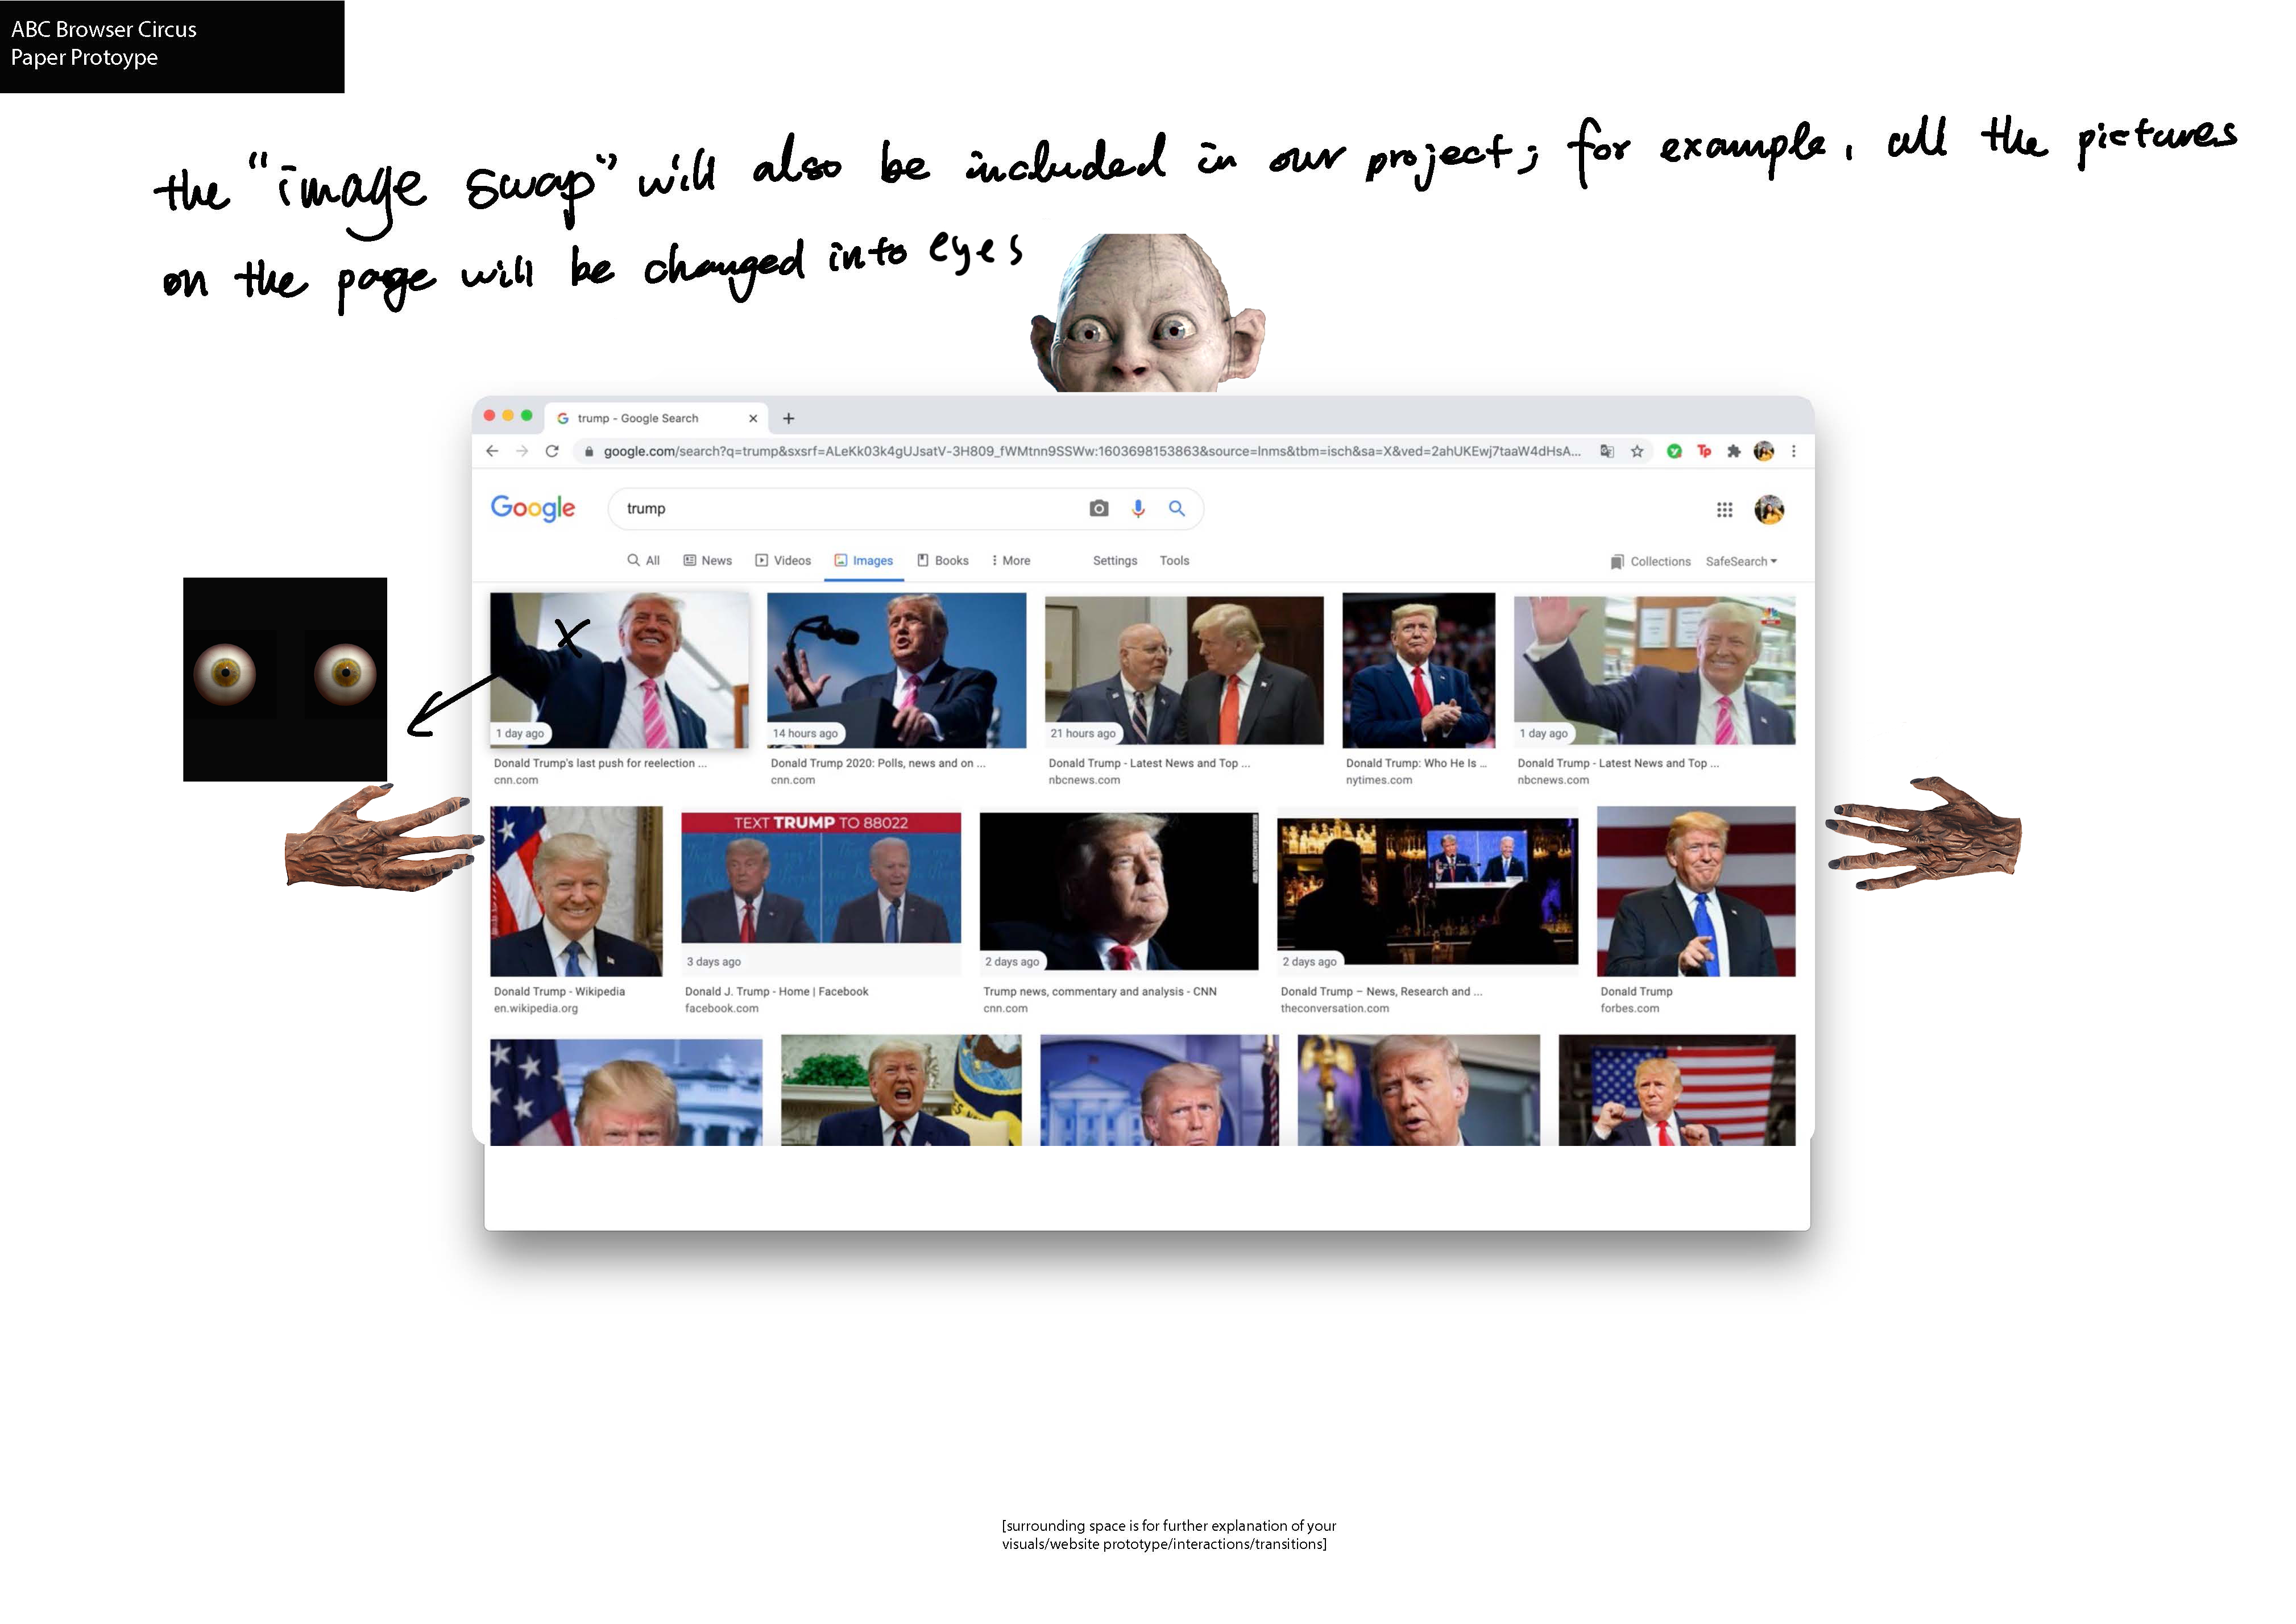 ABC Browser Circus
Paper Protoype
the "image swap" will also be included in our project; for example, all the pictures
on the page will be changed into eyes
trump - Google Search
google.com/search?q=trump&sxsrf=ALeKk03k4gUJsatV-3H809_fWMtnn9SSWw:1603698153863&source=lnms&tbm=isch&sa=X&ved=2ahUKEwj7taaW4dHsA...
Tp
Google
trump
All News Videos Images Books More Settings Tools Collections SafeSearch
1 day ago 14 hours ago 21 hours ago 1 day ago
Donald Trump's last push for reelection ... Donald Trump 2020: Polls, news and on ... Donald Trump - Latest News and Top ... Donald Trump: Who He Is ... Donald Trump - Latest News and Top ...
cnn.com cnn.com nbcnews.com nytimes.com nbcnews.com
TEXT TRUMP TO 88022
3 days ago 2 days ago 2 days ago
Donald Trump - Wikipedia Donald J. Trump - Home | Facebook Trump news, commentary and analysis - CNN Donald Trump – News, Research and ... Donald Trump
en.wikipedia.org facebook.com cnn.com theconversation.com forbes.com
[surrounding space is for further explanation of your
visuals/website prototype/interactions/transitions]